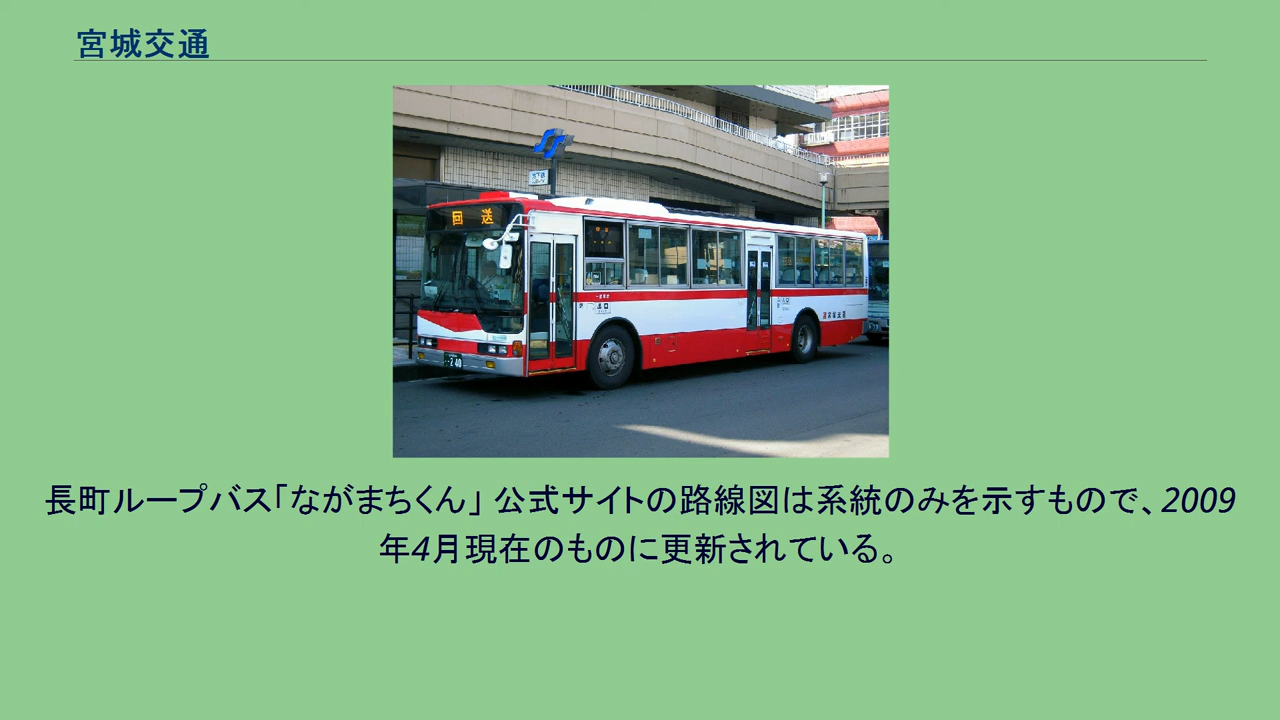 宮城交通
回送
240
長町ループバス「ながまちくん」 公式サイトの路線図は系統のみを示すもので、2009
年4月現在のものに更新されている。